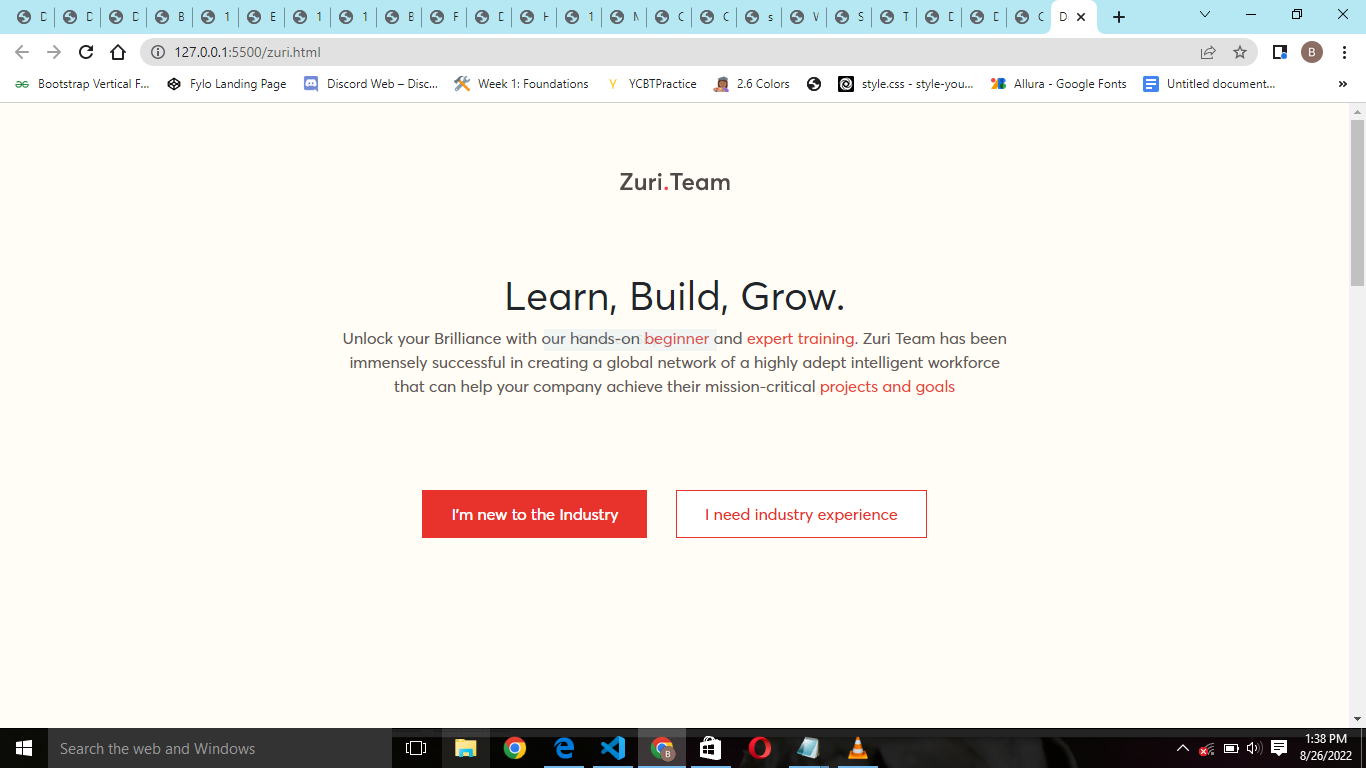 D D D B 1 E 1 1 B F D H 1 N C C s V S T D D C D
127.0.0.1:5500/zuri.html
B
Bootstrap Vertical F... Fylo Landing Page Discord Web – Disc... Week 1: Foundations YCBTPractice 2.6 Colors style.css - style-you... Allura - Google Fonts Untitled document... »
Zuri.Team
Learn, Build, Grow.
Unlock your Brilliance with our hands-on beginner and expert training. Zuri Team has been
immensely successful in creating a global network of a highly adept intelligent workforce
that can help your company achieve their mission-critical projects and goals
I'm new to the Industry I need industry experience
Search the web and Windows
1:38 PM
8/26/2022